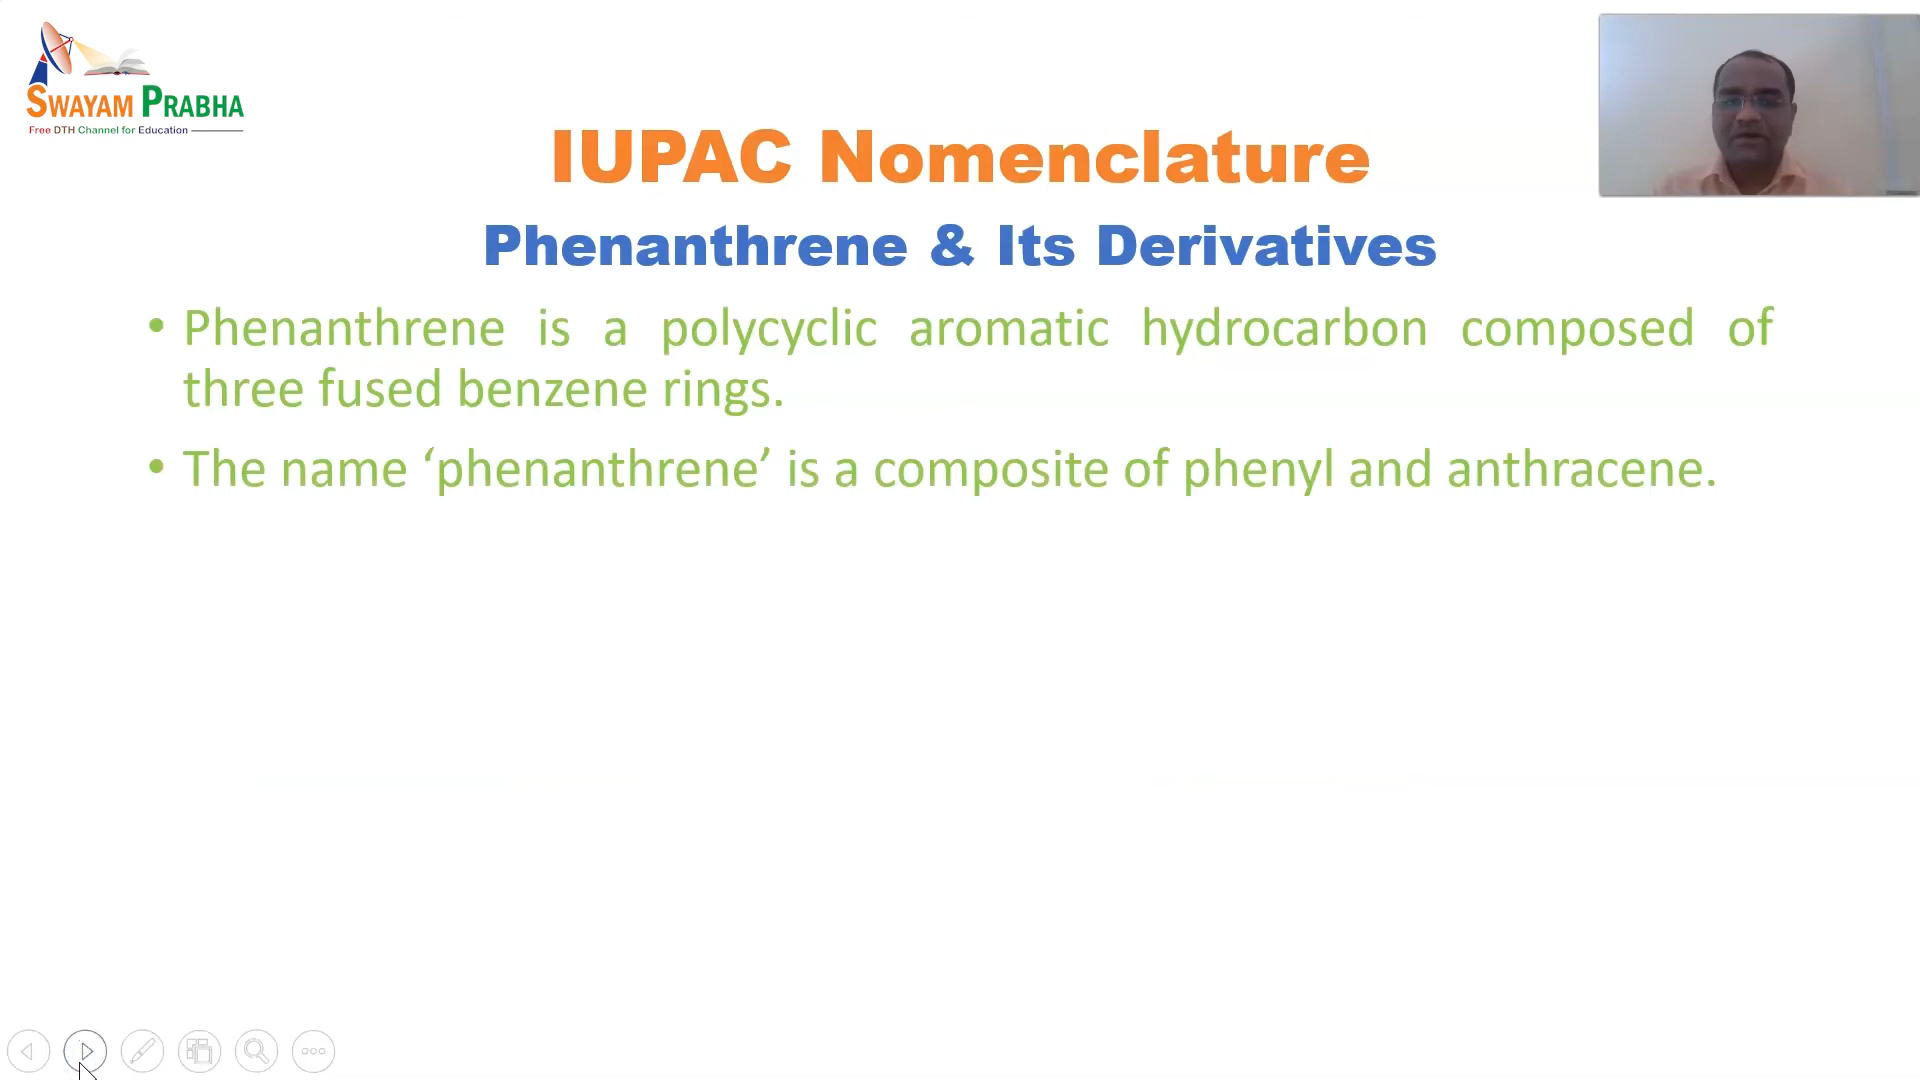 SWAYAM PRABHA
Free DTH Channel for Education
IUPAC Nomenclature
Phenanthrene & Its Derivatives
• Phenanthrene is a polycyclic aromatic hydrocarbon composed of
three fused benzene rings.
• The name ‘phenanthrene’ is a composite of phenyl and anthracene.